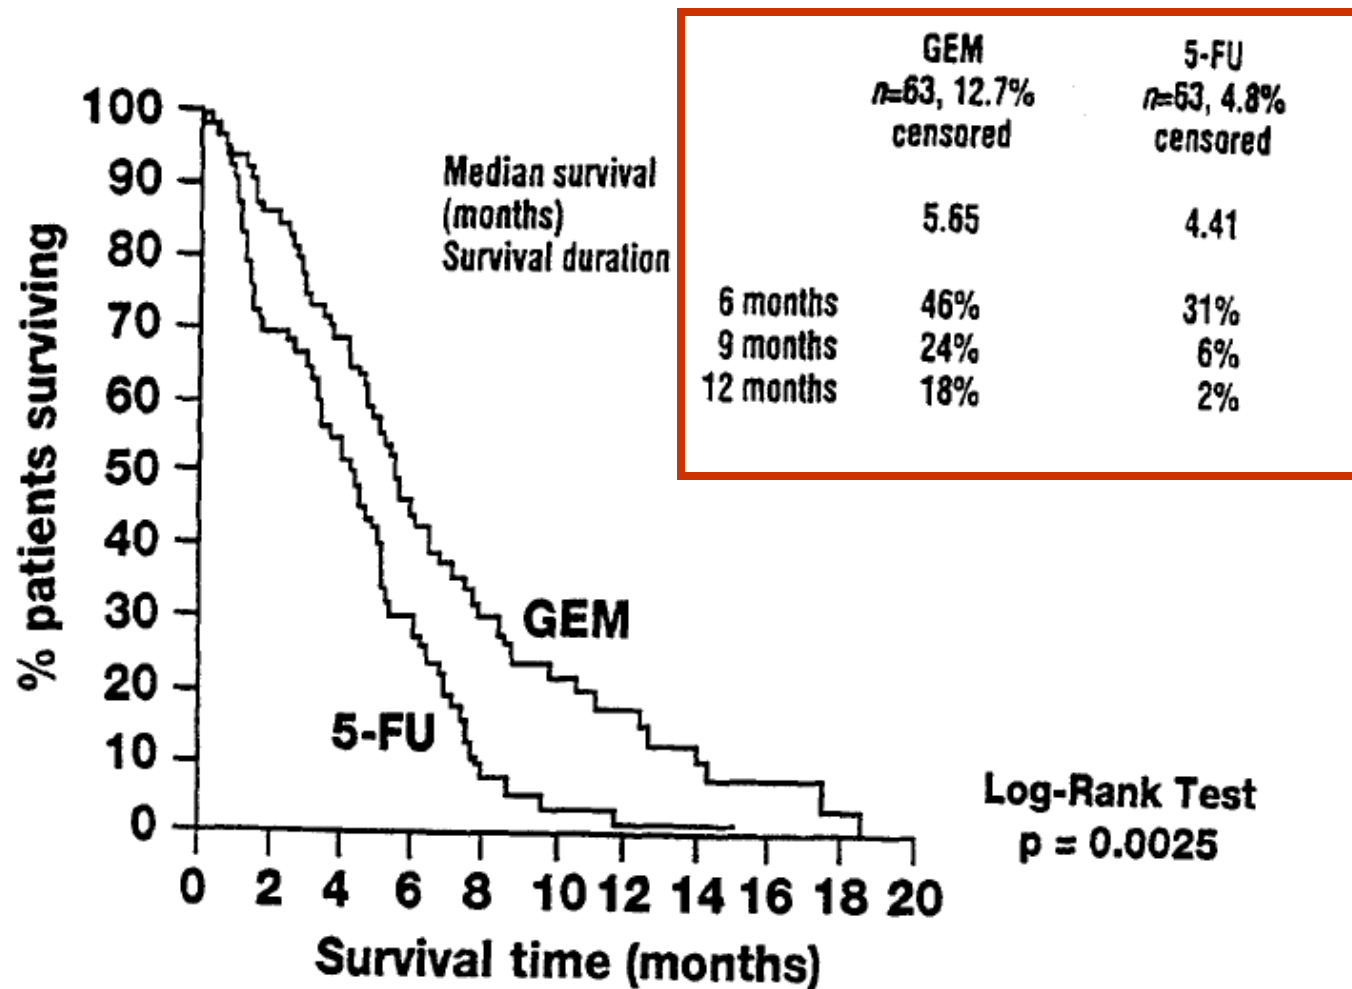 GEM 5-FU
n=63, 12.7% n=63, 4.8%
censored censored
Median survival
(months) 5.65 4.41
Survival duration
6 months 46% 31%
9 months 24% 6%
12 months 18% 2%
% patients surviving
100
90
80
70
60
50
40
30
20
10
0
GEM
5-FU
Log-Rank Test
p = 0.0025
0 2 4 6 8 10 12 14 16 18 20
Survival time (months)